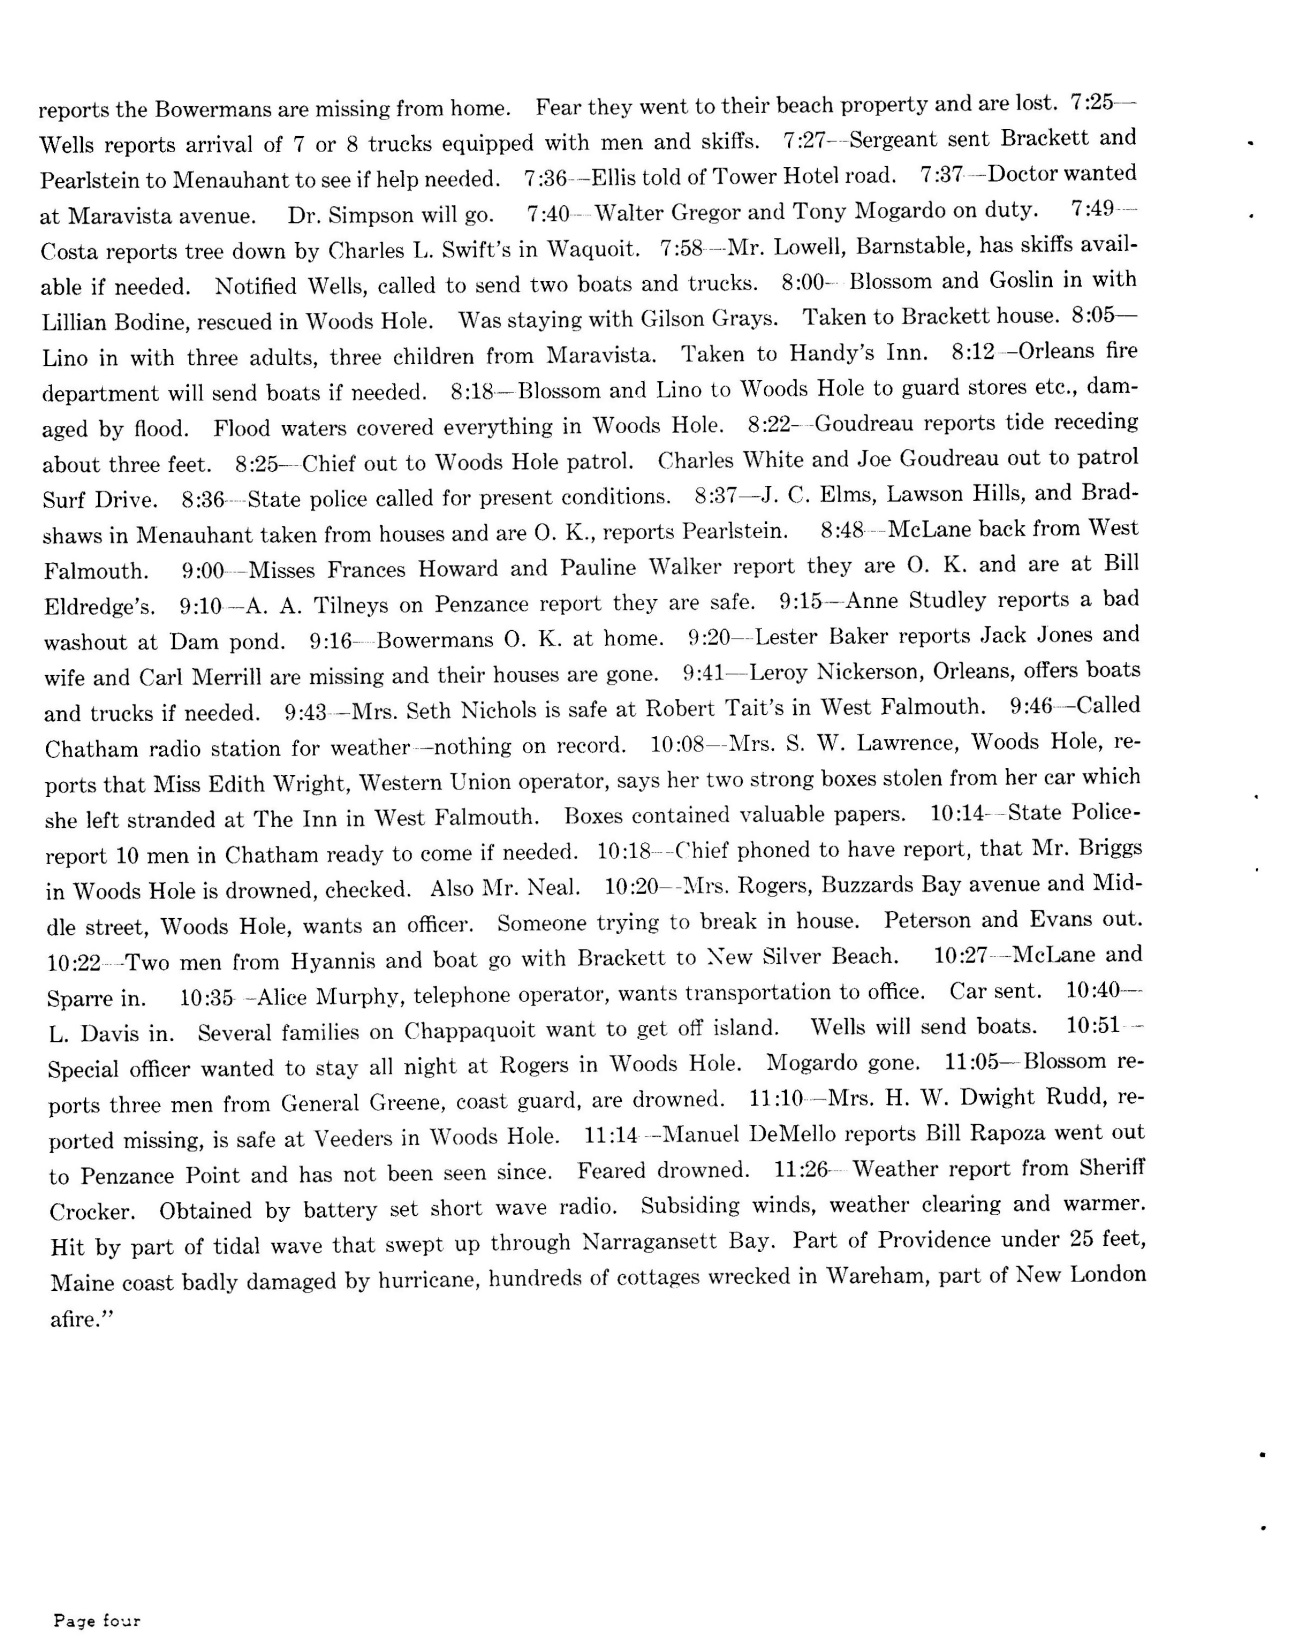 reports the Bowermans are missing from home. Fear they went to their beach property and are lost. 7:25—
Wells reports arrival of 7 or 8 trucks equipped with men and skiffs. 7:27—Sergeant sent Brackett and
Pearlstein to Menauhant to see if help needed. 7:36—Ellis told of Tower Hotel road. 7:37—Doctor wanted
at Maravista avenue. Dr. Simpson will go. 7:40—Walter Gregor and Tony Mogardo on duty. 7:49—
Costa reports tree down by Charles L. Swift's in Waquoit. 7:58—Mr. Lowell, Barnstable, has skiffs avail-
able if needed. Notified Wells, called to send two boats and trucks. 8:00—Blossom and Goslin in with
Lillian Bodine, rescued in Woods Hole. Was staying with Gilson Grays. Taken to Brackett house. 8:05—
Lino in with three adults, three children from Maravista. Taken to Handy's Inn. 8:12—Orleans fire
department will send boats if needed. 8:18—Blossom and Lino to Woods Hole to guard stores etc., dam-
aged by flood. Flood waters covered everything in Woods Hole. 8:22—Goudreau reports tide receding
about three feet. 8:25—Chief out to Woods Hole patrol. Charles White and Joe Goudreau out to patrol
Surf Drive. 8:36—State police called for present conditions. 8:37—J. C. Elms, Lawson Hills, and Brad-
shaws in Menauhant taken from houses and are O. K., reports Pearlstein. 8:48—McLane back from West
Falmouth. 9:00—Misses Frances Howard and Pauline Walker report they are O. K. and are at Bill
Eldredge's. 9:10—A. A. Tilneys on Penzance report they are safe. 9:15—Anne Studley reports a bad
washout at Dam pond. 9:16—Bowermans O. K. at home. 9:20—Lester Baker reports Jack Jones and
wife and Carl Merrill are missing and their houses are gone. 9:41—Leroy Nickerson, Orleans, offers boats
and trucks if needed. 9:43—Mrs. Seth Nichols is safe at Robert Tait's in West Falmouth. 9:46—Called
Chatham radio station for weather—nothing on record. 10:08—Mrs. S. W. Lawrence, Woods Hole, re-
ports that Miss Edith Wright, Western Union operator, says her two strong boxes stolen from her car which
she left stranded at The Inn in West Falmouth. Boxes contained valuable papers. 10:14—State Police-
report 10 men in Chatham ready to come if needed. 10:18—Chief phoned to have report, that Mr. Briggs
in Woods Hole is drowned, checked. Also Mr. Neal. 10:20—Mrs. Rogers, Buzzards Bay avenue and Mid-
dle street, Woods Hole, wants an officer. Someone trying to break in house. Peterson and Evans out.
10:22—Two men from Hyannis and boat go with Brackett to New Silver Beach. 10:27—McLane and
Sparre in. 10:35—Alice Murphy, telephone operator, wants transportation to office. Car sent. 10:40—
L. Davis in. Several families on Chappaquoit want to get off island. Wells will send boats. 10:51—
Special officer wanted to stay all night at Rogers in Woods Hole. Mogardo gone. 11:05—Blossom re-
ports three men from General Greene, coast guard, are drowned. 11:10—Mrs. H. W. Dwight Rudd, re-
ported missing, is safe at Veeders in Woods Hole. 11:14—Manuel DeMello reports Bill Rapoza went out
to Penzance Point and has not been seen since. Feared drowned. 11:26—Weather report from Sheriff
Crocker. Obtained by battery set short wave radio. Subsiding winds, weather clearing and warmer.
Hit by part of tidal wave that swept up through Narragansett Bay. Part of Providence under 25 feet,
Maine coast badly damaged by hurricane, hundreds of cottages wrecked in Wareham, part of New London
afire.”
Page four